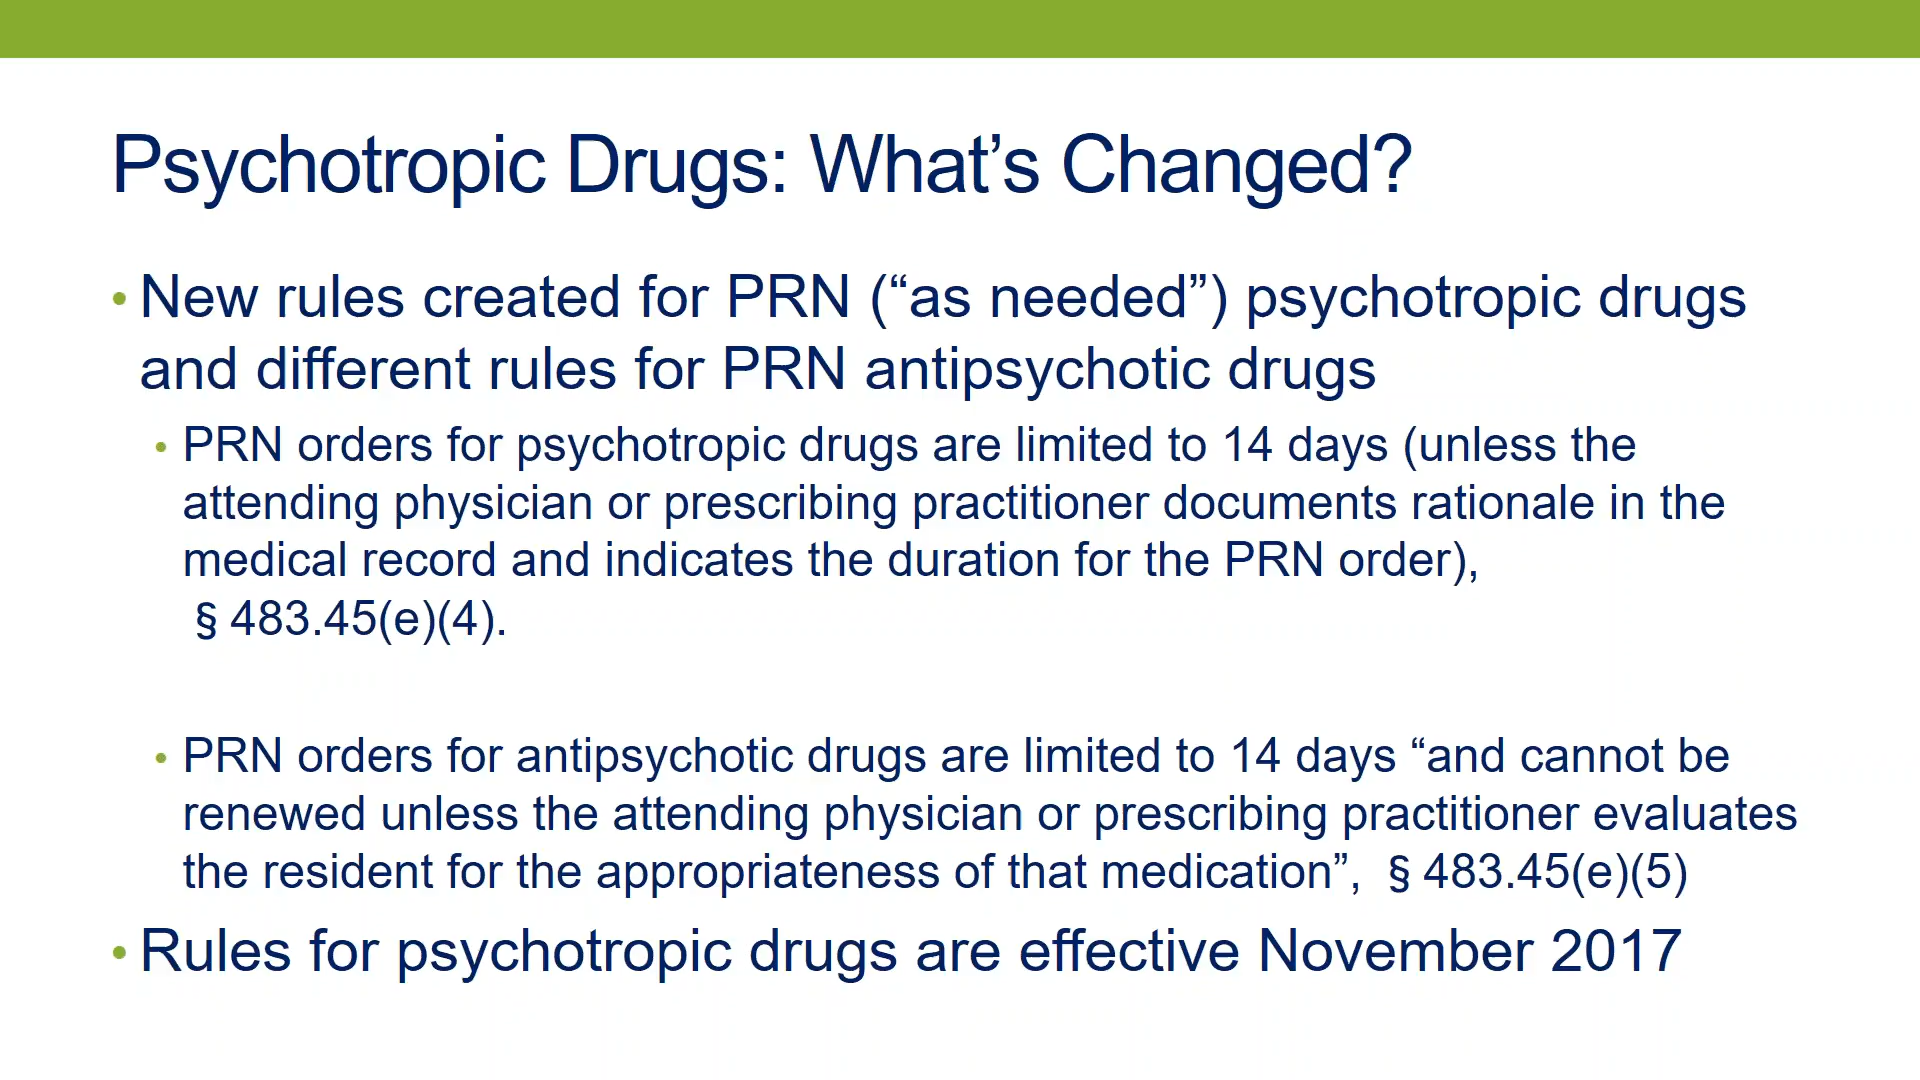 Psychotropic Drugs: What’s Changed?
• New rules created for PRN (“as needed”) psychotropic drugs
and different rules for PRN antipsychotic drugs
• PRN orders for psychotropic drugs are limited to 14 days (unless the
attending physician or prescribing practitioner documents rationale in the
medical record and indicates the duration for the PRN order),
§ 483.45(e)(4).
• PRN orders for antipsychotic drugs are limited to 14 days “and cannot be
renewed unless the attending physician or prescribing practitioner evaluates
the resident for the appropriateness of that medication”, § 483.45(e)(5)
• Rules for psychotropic drugs are effective November 2017